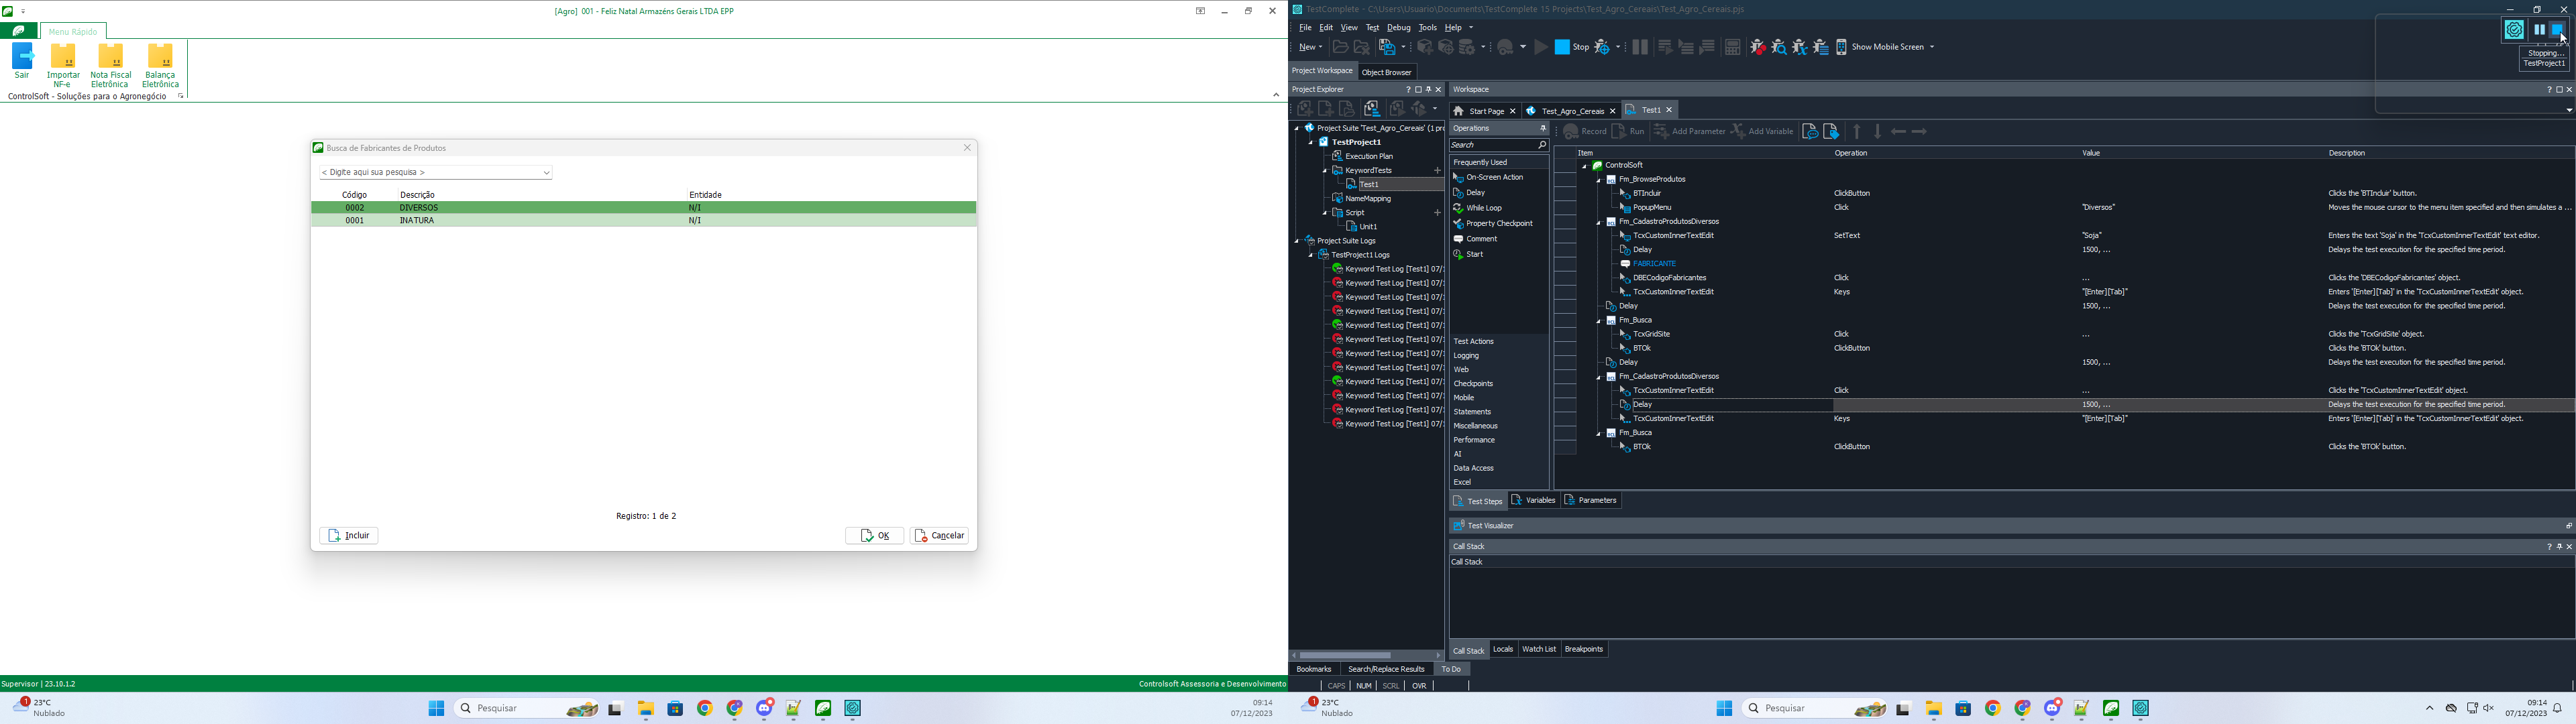 [Agro] 001 - Feliz Natal Armazéns Gerais LTDA EPP
Menu Rápido
Sair
Importar
NF-e
Nota Fiscal
Eletrônica
Balança
Eletrônica
ControlSoft - Soluções para o Agronegócio
Busca de Fabricantes de Produtos
< Digite aqui sua pesquisa >
Código Descrição Entidade
0002 DIVERSOS N/I
0001 INATURA N/I
Registro: 1 de 2
Incluir
OK
Cancelar
Supervisor | 23.10.1.2
Controlsoft Assessoria e Desenvolvimento
1
23°C
Nublado
Pesquisar
09:14
07/12/2023
TestComplete - C:\Users\Usuario\Documents\TestComplete 15 Projects\Test_Agro_Cereais\Test_Agro_Cereais.pjs
File Edit View Test Debug Tools Help
New
Stop
Show Mobile Screen
Stopping...
TestProject1
Project Workspace
Object Browser
Project Explorer
Project Suite 'Test_Agro_Cereais' (1 pro
TestProject1
Execution Plan
KeywordTests
Test1
NameMapping
Script
Unit1
Project Suite Logs
TestProject1 Logs
Keyword Test Log [Test1] 07/1
Keyword Test Log [Test1] 07/1
Keyword Test Log [Test1] 07/1
Keyword Test Log [Test1] 07/1
Keyword Test Log [Test1] 07/1
Keyword Test Log [Test1] 07/1
Keyword Test Log [Test1] 07/1
Keyword Test Log [Test1] 07/1
Keyword Test Log [Test1] 07/1
Keyword Test Log [Test1] 07/1
Keyword Test Log [Test1] 07/1
Keyword Test Log [Test1] 07/1
Workspace
Start Page
Test_Agro_Cereais
Test1
Operations
Search
Frequently Used
On-Screen Action
Delay
While Loop
Property Checkpoint
Comment
Start
Test Actions
Logging
Web
Checkpoints
Mobile
Statements
Miscellaneous
Performance
AI
Data Access
Excel
Record Run Add Parameter Add Variable
Item Operation Value Description
ControlSoft
Fm_BrowseProdutos
BTIncluir ClickButton Clicks the 'BTIncluir' button.
PopupMenu Click "Diversos" Moves the mouse cursor to the menu item specified and then simulates a ...
Fm_CadastroProdutosDiversos
TcxCustomInnerTextEdit SetText "Soja" Enters the text 'Soja' in the 'TcxCustomInnerTextEdit' text editor.
Delay 1500, ... Delays the test execution for the specified time period.
FABRICANTE
DBECodigoFabricantes Click ... Clicks the 'DBECodigoFabricantes' object.
TcxCustomInnerTextEdit Keys "[Enter][Tab]" Enters '[Enter][Tab]' in the 'TcxCustomInnerTextEdit' object.
Delay 1500, ... Delays the test execution for the specified time period.
Fm_Busca
TcxGridSite Click ... Clicks the 'TcxGridSite' object.
BTOk ClickButton Clicks the 'BTOk' button.
Delay 1500, ... Delays the test execution for the specified time period.
Fm_CadastroProdutosDiversos
TcxCustomInnerTextEdit Click ... Clicks the 'TcxCustomInnerTextEdit' object.
Delay 1500, ... Delays the test execution for the specified time period.
TcxCustomInnerTextEdit Keys "[Enter][Tab]" Enters '[Enter][Tab]' in the 'TcxCustomInnerTextEdit' object.
Fm_Busca
BTOk ClickButton Clicks the 'BTOk' button.
Test Steps Variables Parameters
Test Visualizer
Call Stack
Call Stack
Call Stack Locals Watch List Breakpoints
Bookmarks Search/Replace Results To Do
CAPS NUM SCRL OVR
1
23°C
Nublado
Pesquisar
09:14
07/12/2023